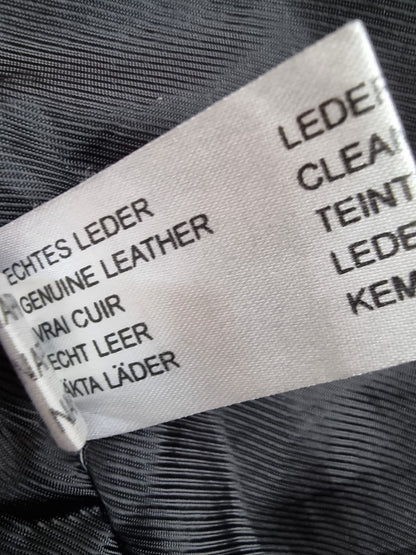 ECHTES LEDER
GENUINE LEATHER
VRAI CUIR
ECHT LEER
ÄKTA LÄDER
LEDER
CLEA
TEINT
LEDE
KEM